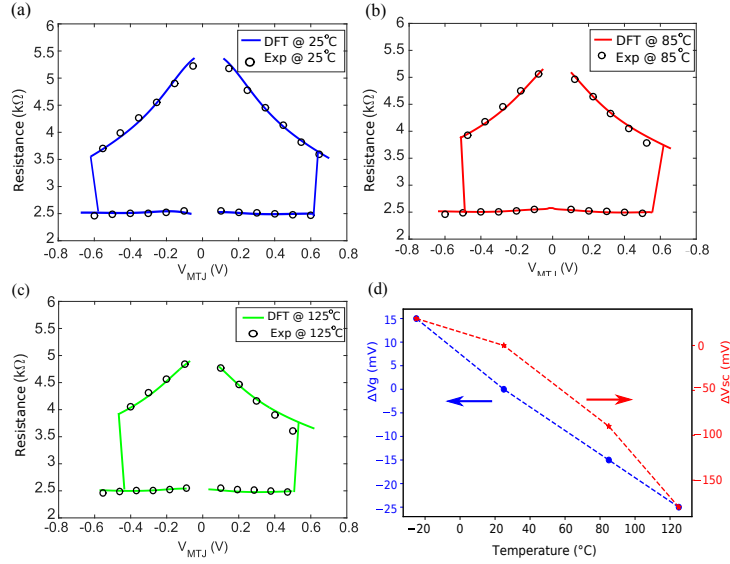 (a)
6
5.5
5
4.5
4
3.5
3
2.5
2
Resistance (kΩ)
-0.8 -0.6 -0.4 -0.2 0 0.2 0.4 0.6 0.8
V_MTJ (V)
DFT @ 25°C
Exp @ 25°C
(b)
6
5.5
5
4.5
4
3.5
3
2.5
2
Resistance (kΩ)
-0.8 -0.6 -0.4 -0.2 0 0.2 0.4 0.6 0.8
V_MTJ (V)
DFT @ 85°C
Exp @ 85°C
(c)
6
5.5
5
4.5
4
3.5
3
2.5
2
Resistance (kΩ)
-0.8 -0.6 -0.4 -0.2 0 0.2 0.4 0.6 0.8
V_MTJ (V)
DFT @ 125°C
Exp @ 125°C
(d)
15
10
5
0
−5
−10
−15
−20
−25
ΔVg (mV)
0
−50
−100
−150
ΔVsc (mV)
−20 0 20 40 60 80 100 120
Temperature (°C)